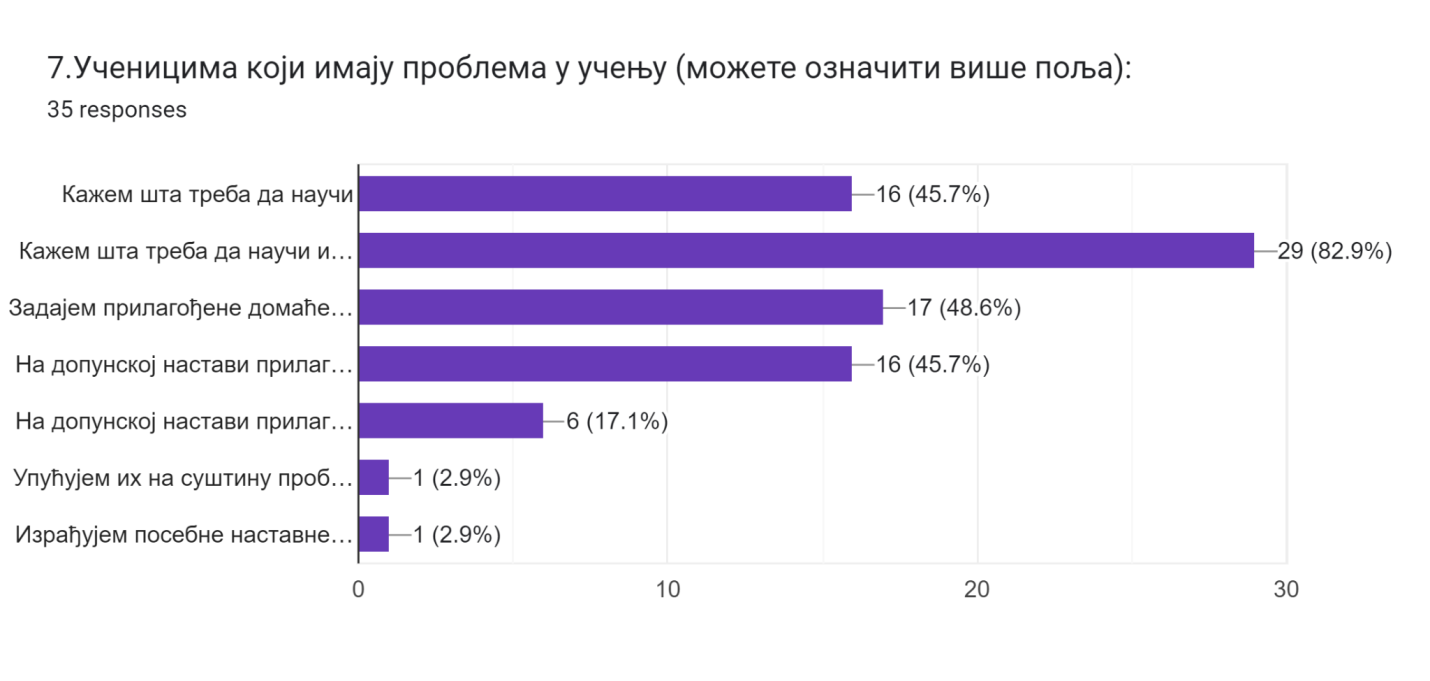 7.Ученицима који имају проблема у учењу (можете означити више поља):
35 responses
Кажем шта треба да научи
16 (45.7%)
Кажем шта треба да научи и…
29 (82.9%)
Задајем прилагођене домаће…
17 (48.6%)
На допунској настави прилаг…
16 (45.7%)
На допунској настави прилаг…
6 (17.1%)
Упућујем их на суштину проб…
1 (2.9%)
Израђујем посебне наставне…
1 (2.9%)
0 10 20 30